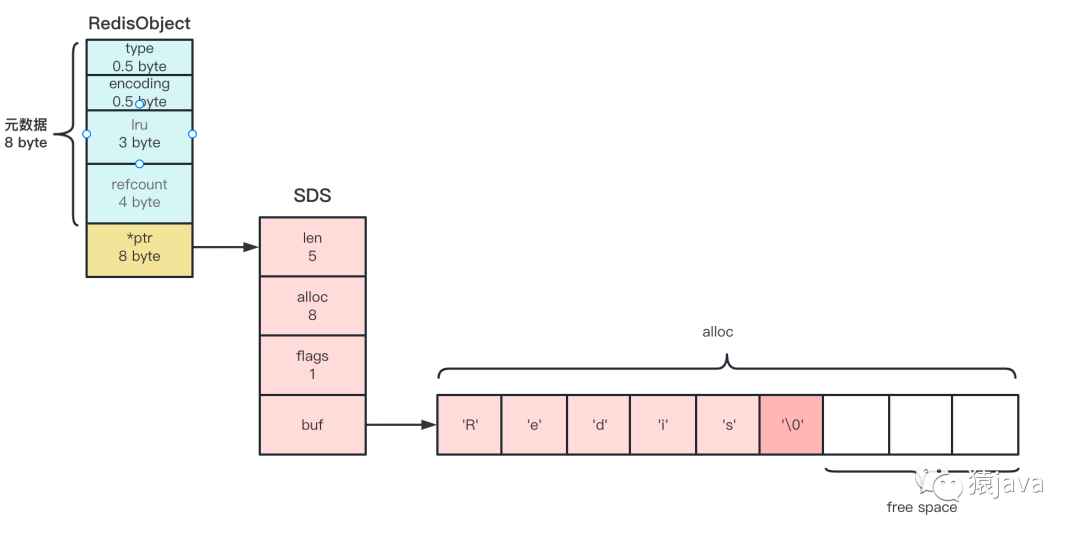 RedisObject
type
0.5 byte
encoding
0.5 byte
lru
3 byte
refcount
4 byte
*ptr
8 byte
元数据
8 byte
SDS
len
5
alloc
8
flags
1
buf
alloc
'R'
'e'
'd'
'i'
's'
'\0'
free space
猿java